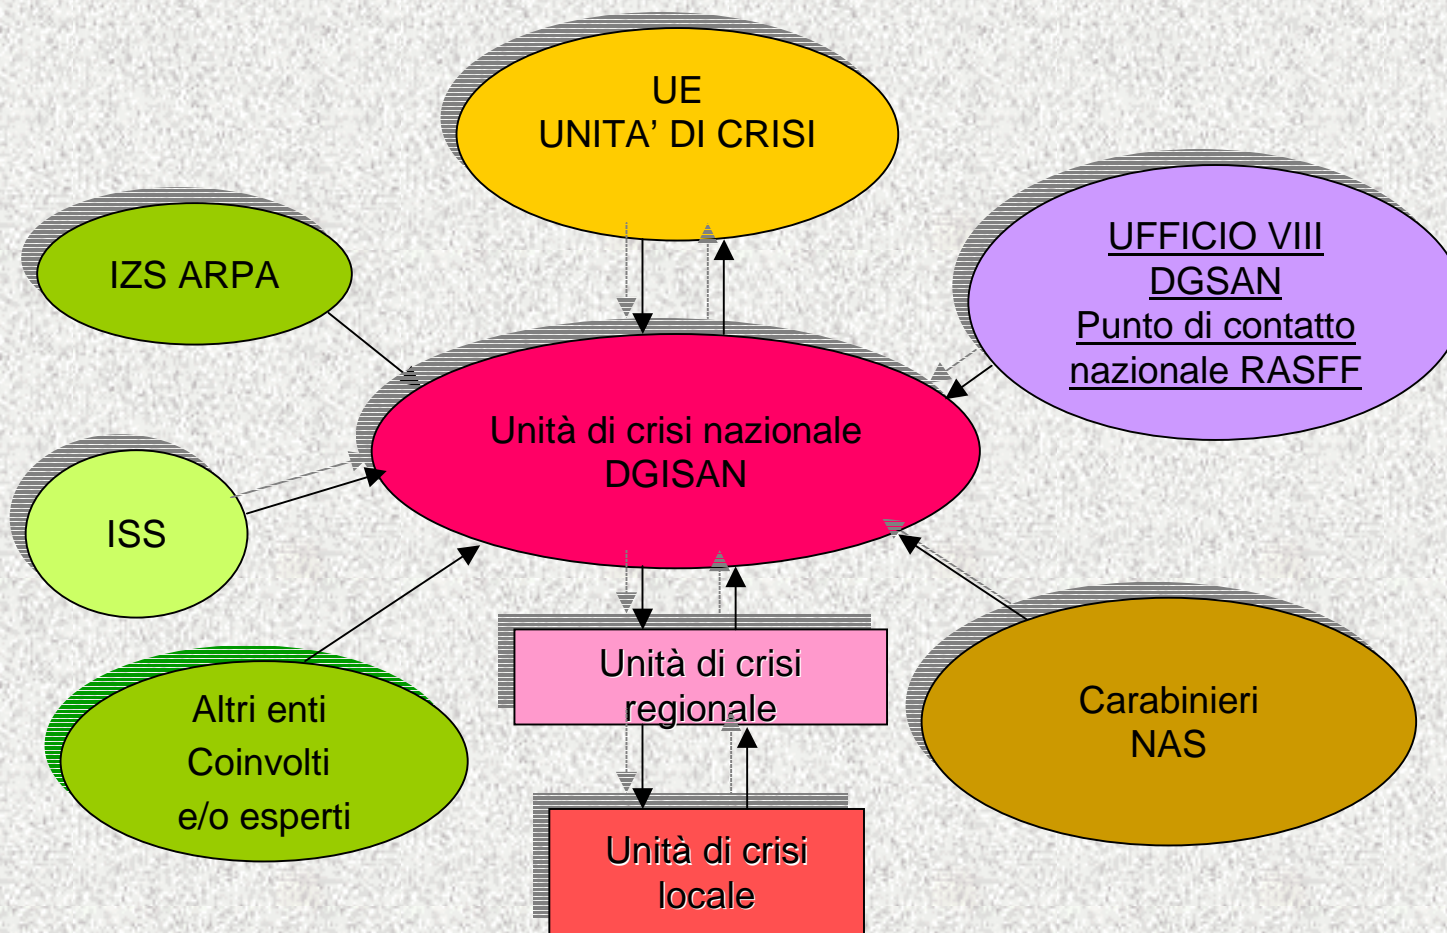 UE
UNITA’ DI CRISI
IZS ARPA
UFFICIO VIII
DGSAN
Punto di contatto
nazionale RASFF
Unità di crisi nazionale
DGISAN
ISS
Altri enti
Coinvolti
e/o esperti
Unità di crisi
regionale
Carabinieri
NAS
Unità di crisi
locale